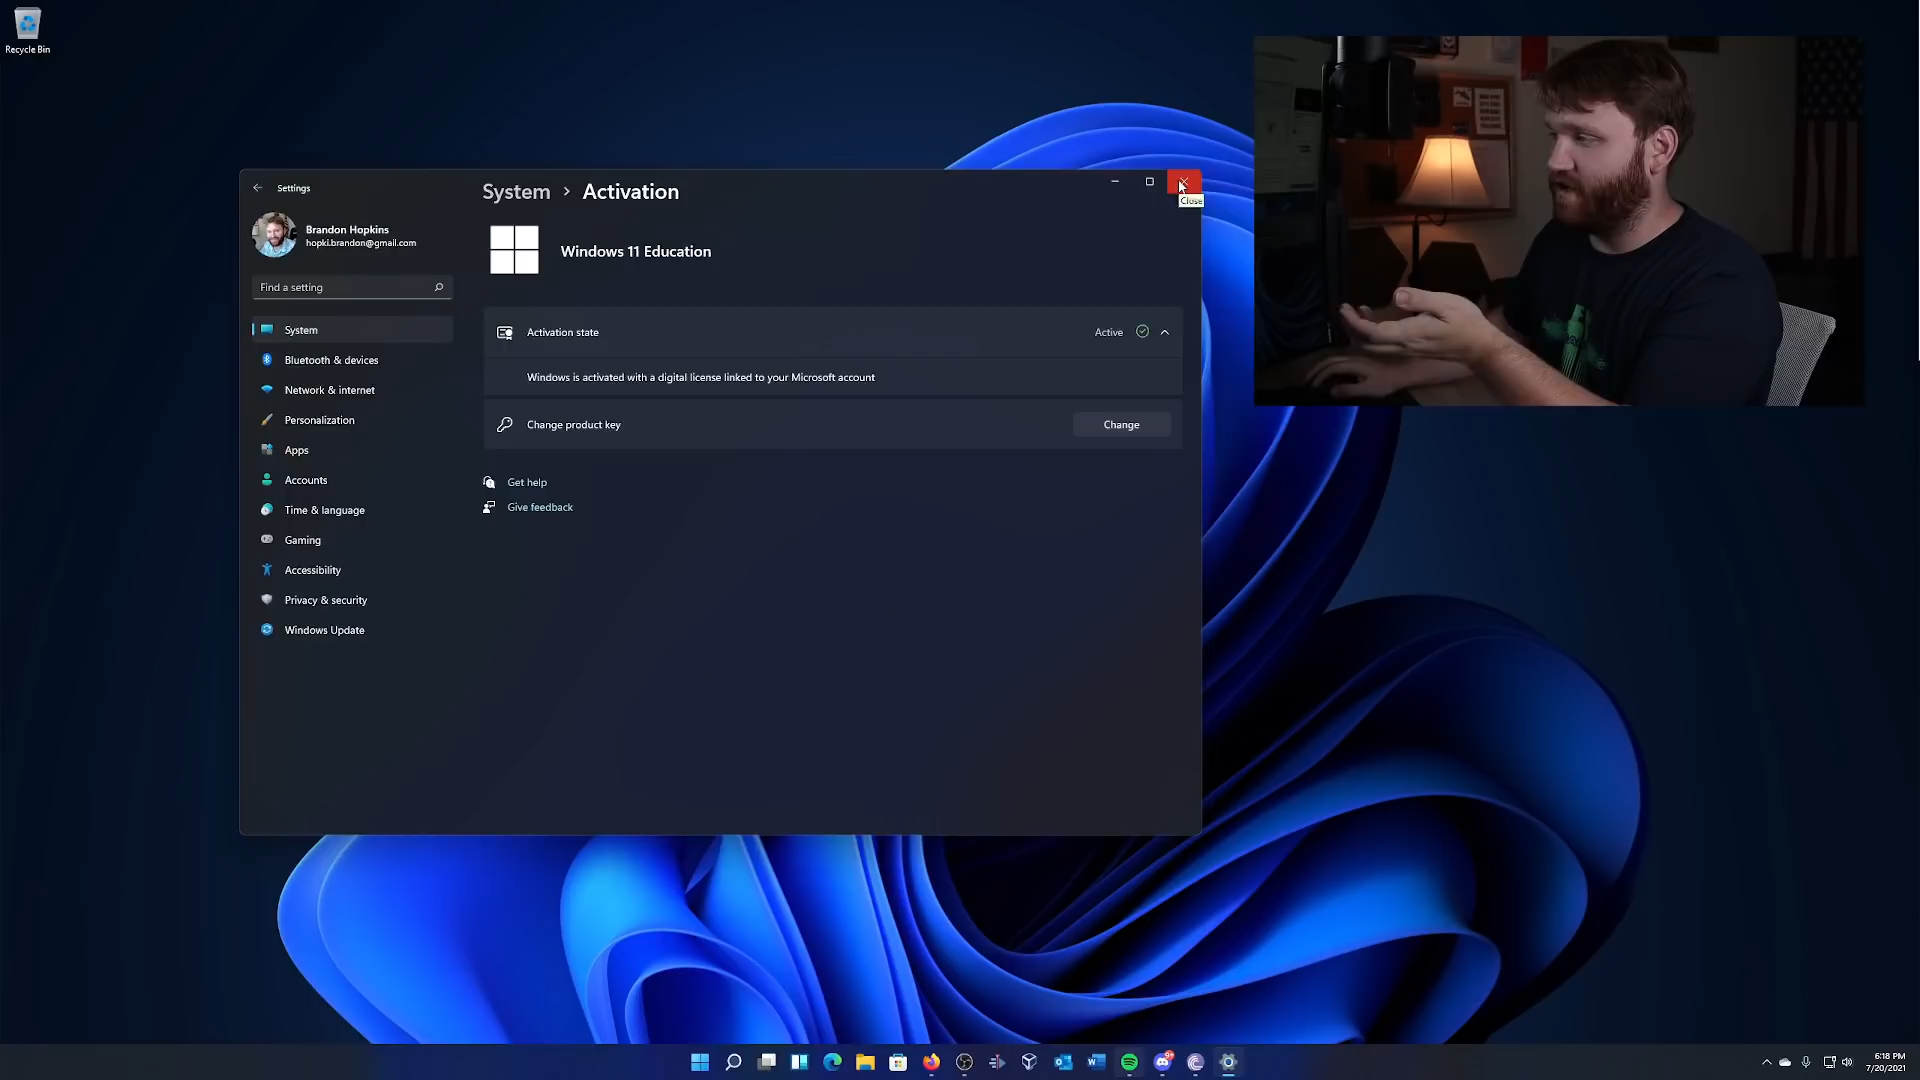 Recycle Bin
Settings
System > Activation
Close
Brandon Hopkins
hopki.brandon@gmail.com
Windows 11 Education
Find a setting
System
Bluetooth & devices
Network & internet
Personalization
Apps
Accounts
Time & language
Gaming
Accessibility
Privacy & security
Windows Update
Activation state
Active
Windows is activated with a digital license linked to your Microsoft account
Change product key
Change
Get help
Give feedback
6:18 PM
7/20/2021